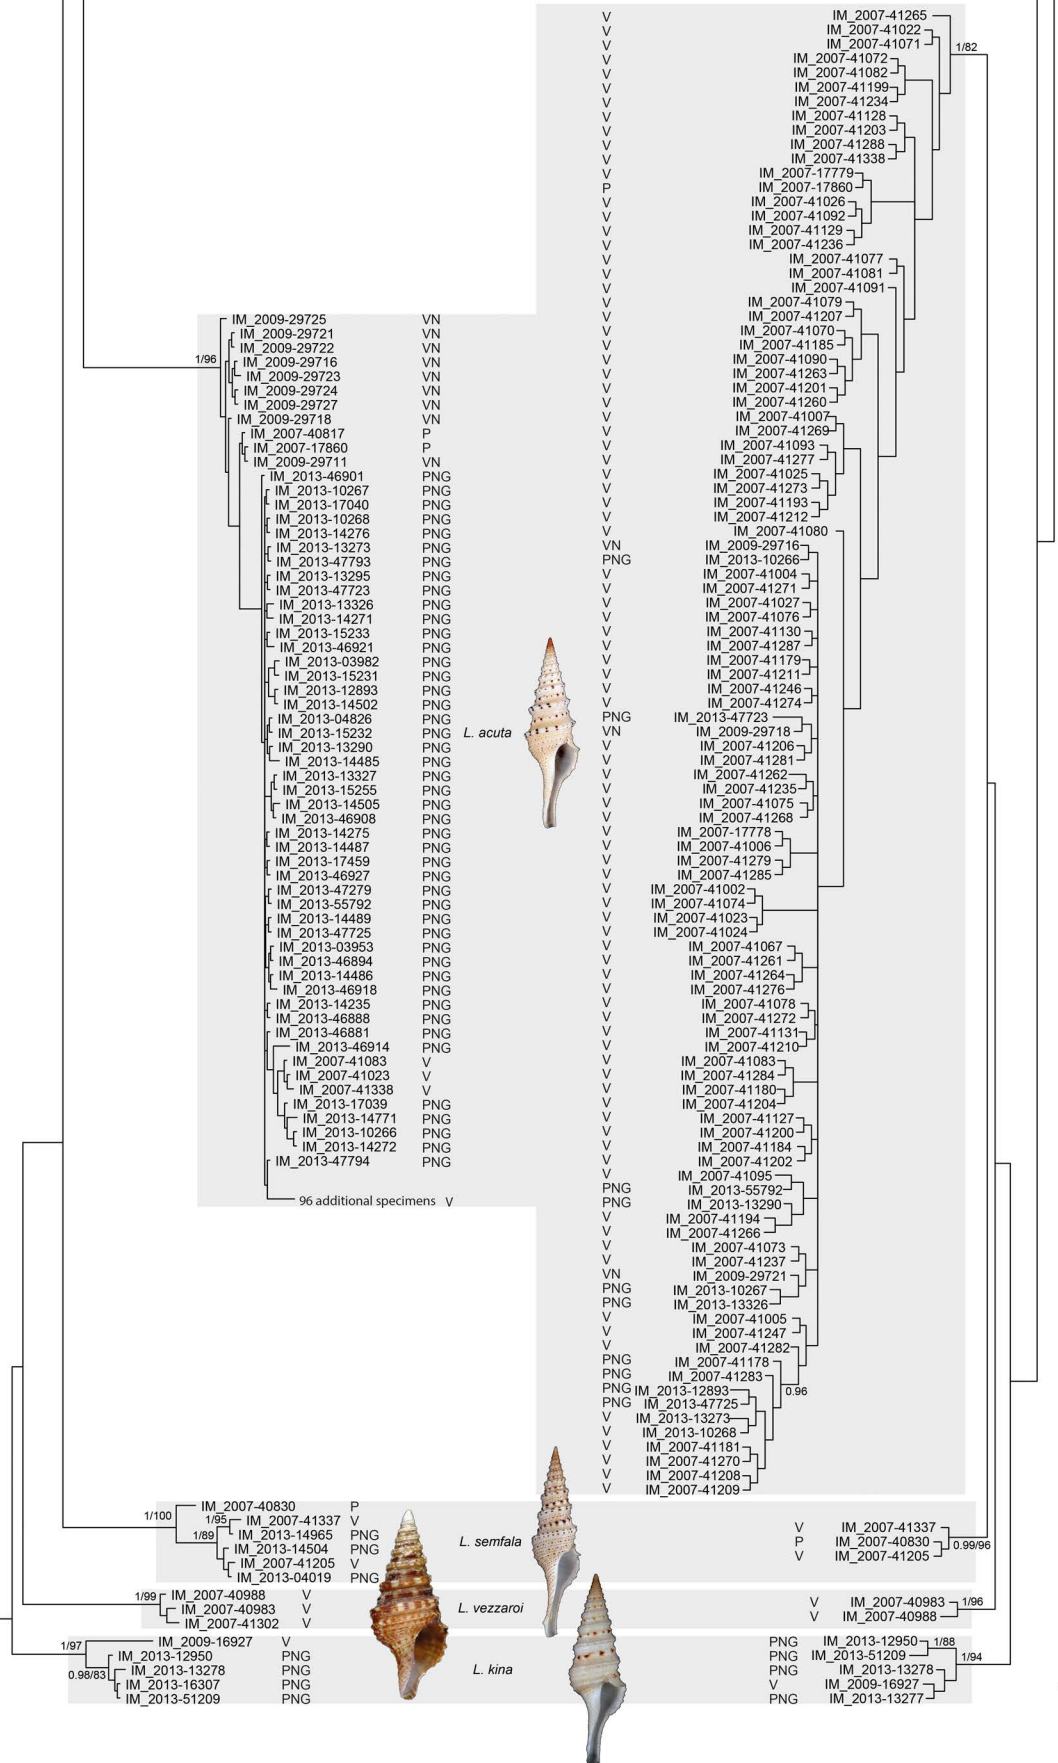 IM_2009-29725 VN
IM_2009-29721 VN
IM_2009-29722 VN
IM_2009-29716 VN
1/96
IM_2009-29723 VN
IM_2009-29724 VN
IM_2009-29727 VN
IM_2009-29718 VN
IM_2007-40817 P
IM_2007-17860 P
IM_2009-29711 VN
IM_2013-46901 PNG
IM_2013-10267 PNG
IM_2013-17040 PNG
IM_2013-10268 PNG
IM_2013-14276 PNG
IM_2013-13273 PNG
IM_2013-47793 PNG
IM_2013-13295 PNG
IM_2013-47723 PNG
IM_2013-13326 PNG
IM_2013-14271 PNG
IM_2013-15233 PNG
IM_2013-46921 PNG
IM_2013-03982 PNG
IM_2013-15231 PNG
IM_2013-12893 PNG
IM_2013-14502 PNG
IM_2013-04826 PNG
IM_2013-15232 PNG
IM_2013-13290 PNG
IM_2013-14485 PNG
IM_2013-13327 PNG
IM_2013-15255 PNG
IM_2013-14505 PNG
IM_2013-46908 PNG
IM_2013-14275 PNG
IM_2013-14487 PNG
IM_2013-17459 PNG
IM_2013-46927 PNG
IM_2013-47279 PNG
IM_2013-55792 PNG
IM_2013-14489 PNG
IM_2013-47725 PNG
IM_2013-03953 PNG
IM_2013-46894 PNG
IM_2013-14486 PNG
IM_2013-46918 PNG
IM_2013-14235 PNG
IM_2013-46888 PNG
IM_2013-46881 PNG
IM_2013-46914 PNG
IM_2007-41083 V
IM_2007-41023 V
IM_2007-41338 V
IM_2013-17039 PNG
IM_2013-14771 PNG
IM_2013-10266 PNG
IM_2013-14272 PNG
IM_2013-47794 PNG
96 additional specimens V
L. acuta
V IM_2007-41265
V IM_2007-41022
V IM_2007-41071
1/82
V IM_2007-41072
V IM_2007-41082
V IM_2007-41199
V IM_2007-41234
V IM_2007-41128
V IM_2007-41203
V IM_2007-41288
V IM_2007-41338
V IM_2007-17779
P IM_2007-17860
V IM_2007-41026
V IM_2007-41092
V IM_2007-41129
V IM_2007-41236
V IM_2007-41077
V IM_2007-41081
V IM_2007-41091
V IM_2007-41079
V IM_2007-41207
V IM_2007-41070
V IM_2007-41185
V IM_2007-41090
V IM_2007-41263
V IM_2007-41201
V IM_2007-41260
V IM_2007-41007
V IM_2007-41269
V IM_2007-41093
V IM_2007-41277
V IM_2007-41025
V IM_2007-41273
V IM_2007-41193
V IM_2007-41212
V IM_2007-41080
VN IM_2009-29716
PNG IM_2013-10266
V IM_2007-41004
V IM_2007-41271
V IM_2007-41027
V IM_2007-41076
V IM_2007-41130
V IM_2007-41287
V IM_2007-41179
V IM_2007-41211
V IM_2007-41246
V IM_2007-41274
PNG IM_2013-47723
VN IM_2009-29718
V IM_2007-41206
V IM_2007-41281
V IM_2007-41262
V IM_2007-41235
V IM_2007-41075
V IM_2007-41268
V IM_2007-17778
V IM_2007-41006
V IM_2007-41279
V IM_2007-41285
V IM_2007-41002
V IM_2007-41074
V IM_2007-41023
V IM_2007-41024
V IM_2007-41067
V IM_2007-41261
V IM_2007-41264
V IM_2007-41276
V IM_2007-41078
V IM_2007-41272
V IM_2007-41131
V IM_2007-41210
V IM_2007-41083
V IM_2007-41284
V IM_2007-41180
V IM_2007-41204
V IM_2007-41127
V IM_2007-41200
V IM_2007-41184
V IM_2007-41202
V IM_2007-41095
PNG IM_2013-55792
PNG IM_2013-13290
V IM_2007-41194
V IM_2007-41266
V IM_2007-41073
V IM_2007-41237
VN IM_2009-29721
PNG IM_2013-10267
PNG IM_2013-13326
V IM_2007-41005
V IM_2007-41247
V IM_2007-41282
PNG IM_2007-41178
PNG IM_2007-41283
PNG IM_2013-12893 0.96
PNG IM_2013-47725
V IM_2013-13273
V IM_2013-10268
V IM_2007-41181
V IM_2007-41270
V IM_2007-41208
V IM_2007-41209
IM_2007-40830 P
1/100
1/95 IM_2007-41337 V
1/89 IM_2013-14965 PNG
IM_2013-14504 PNG
IM_2007-41205 V
IM_2013-04019 PNG
L. semfala
V IM_2007-41337
P IM_2007-40830 0.99/96
V IM_2007-41205
1/99 IM_2007-40988 V
IM_2007-40983 V
IM_2007-41302 V
L. vezzaroi
V IM_2007-40983 1/96
V IM_2007-40988
1/97 IM_2009-16927 V
IM_2013-12950 PNG
0.98/83 IM_2013-13278 PNG
IM_2013-16307 PNG
IM_2013-51209 PNG
L. kina
PNG IM_2013-12950 1/88
PNG IM_2013-51209 1/94
PNG IM_2013-13278
V IM_2009-16927
PNG IM_2013-13277